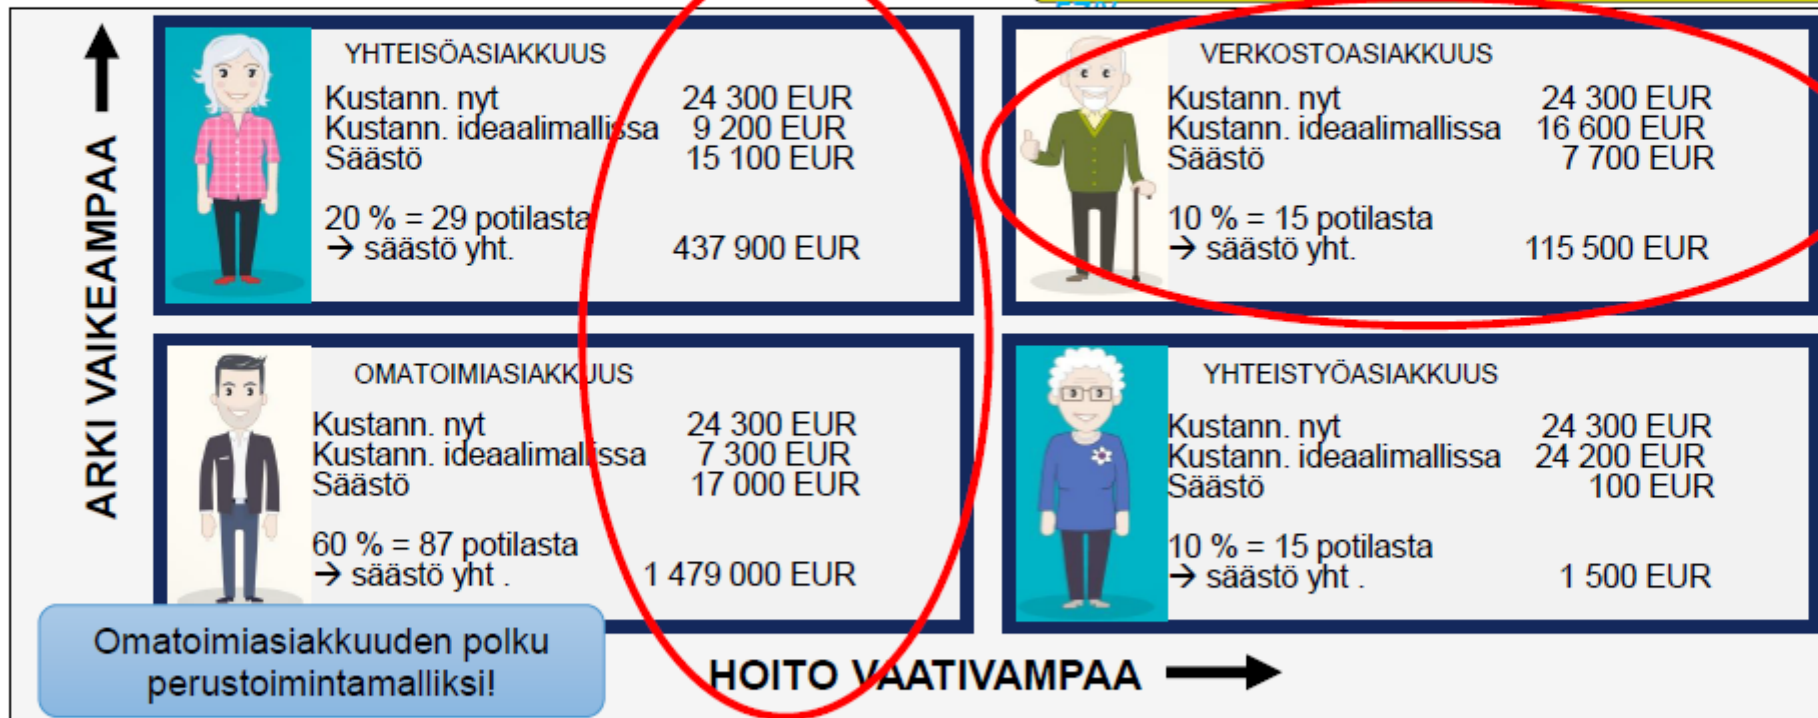 YHTEISÖASIAKKUUS
Kustann. nyt 24 300 EUR
Kustann. ideaalimallissa 9 200 EUR
Säästö 15 100 EUR
20 % = 29 potilasta
→ säästö yht. 437 900 EUR
VERKOSTOASIAKKUUS
Kustann. nyt 24 300 EUR
Kustann. ideaalimallissa 16 600 EUR
Säästö 7 700 EUR
10 % = 15 potilasta
→ säästö yht. 115 500 EUR
ARKI VAIKEAMPAA
OMATOIMIASIAKKUUS
Kustann. nyt 24 300 EUR
Kustann. ideaalimallissa 7 300 EUR
Säästö 17 000 EUR
60 % = 87 potilasta
→ säästö yht . 1 479 000 EUR
YHTEISTYÖASIAKKUUS
Kustann. nyt 24 300 EUR
Kustann. ideaalimallissa 24 200 EUR
Säästö 100 EUR
10 % = 15 potilasta
→ säästö yht . 1 500 EUR
Omatoimiasiakkuuden polku
perustoimintamalliksi!
HOITO VAATIVAMPAA